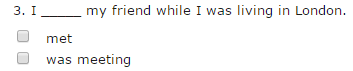 3. I _____ my friend while I was living in London.
met
was meeting